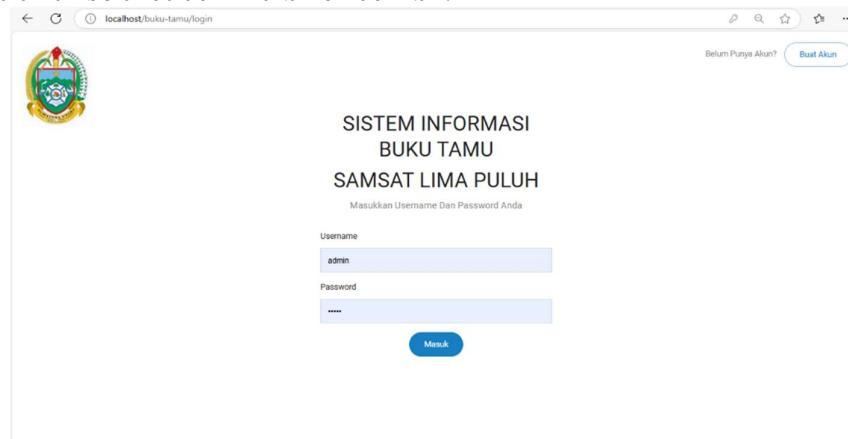 localhost/buku-tamu/login
Belum Punya Akun?
Buat Akun
SISTEM INFORMASI
BUKU TAMU
SAMSAT LIMA PULUH
Masukkan Username Dan Password Anda
Username
admin
Password
•••••
Masuk